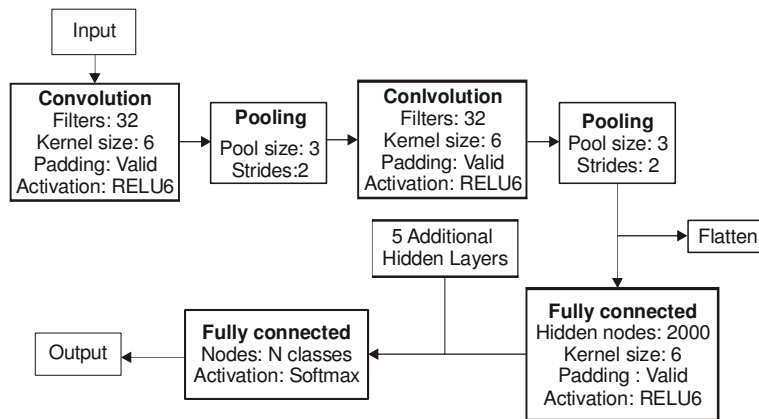 Input
Convolution
Filters: 32
Kernel size: 6
Padding: Valid
Activation: RELU6
Pooling
Pool size: 3
Strides:2
Conlvolution
Filters: 32
Kernel size: 6
Padding: Valid
Activation: RELU6
Pooling
Pool size: 3
Strides: 2
Flatten
5 Additional
Hidden Layers
Fully connected
Hidden nodes: 2000
Kernel size: 6
Padding : Valid
Activation: RELU6
Fully connected
Nodes: N classes
Activation: Softmax
Output